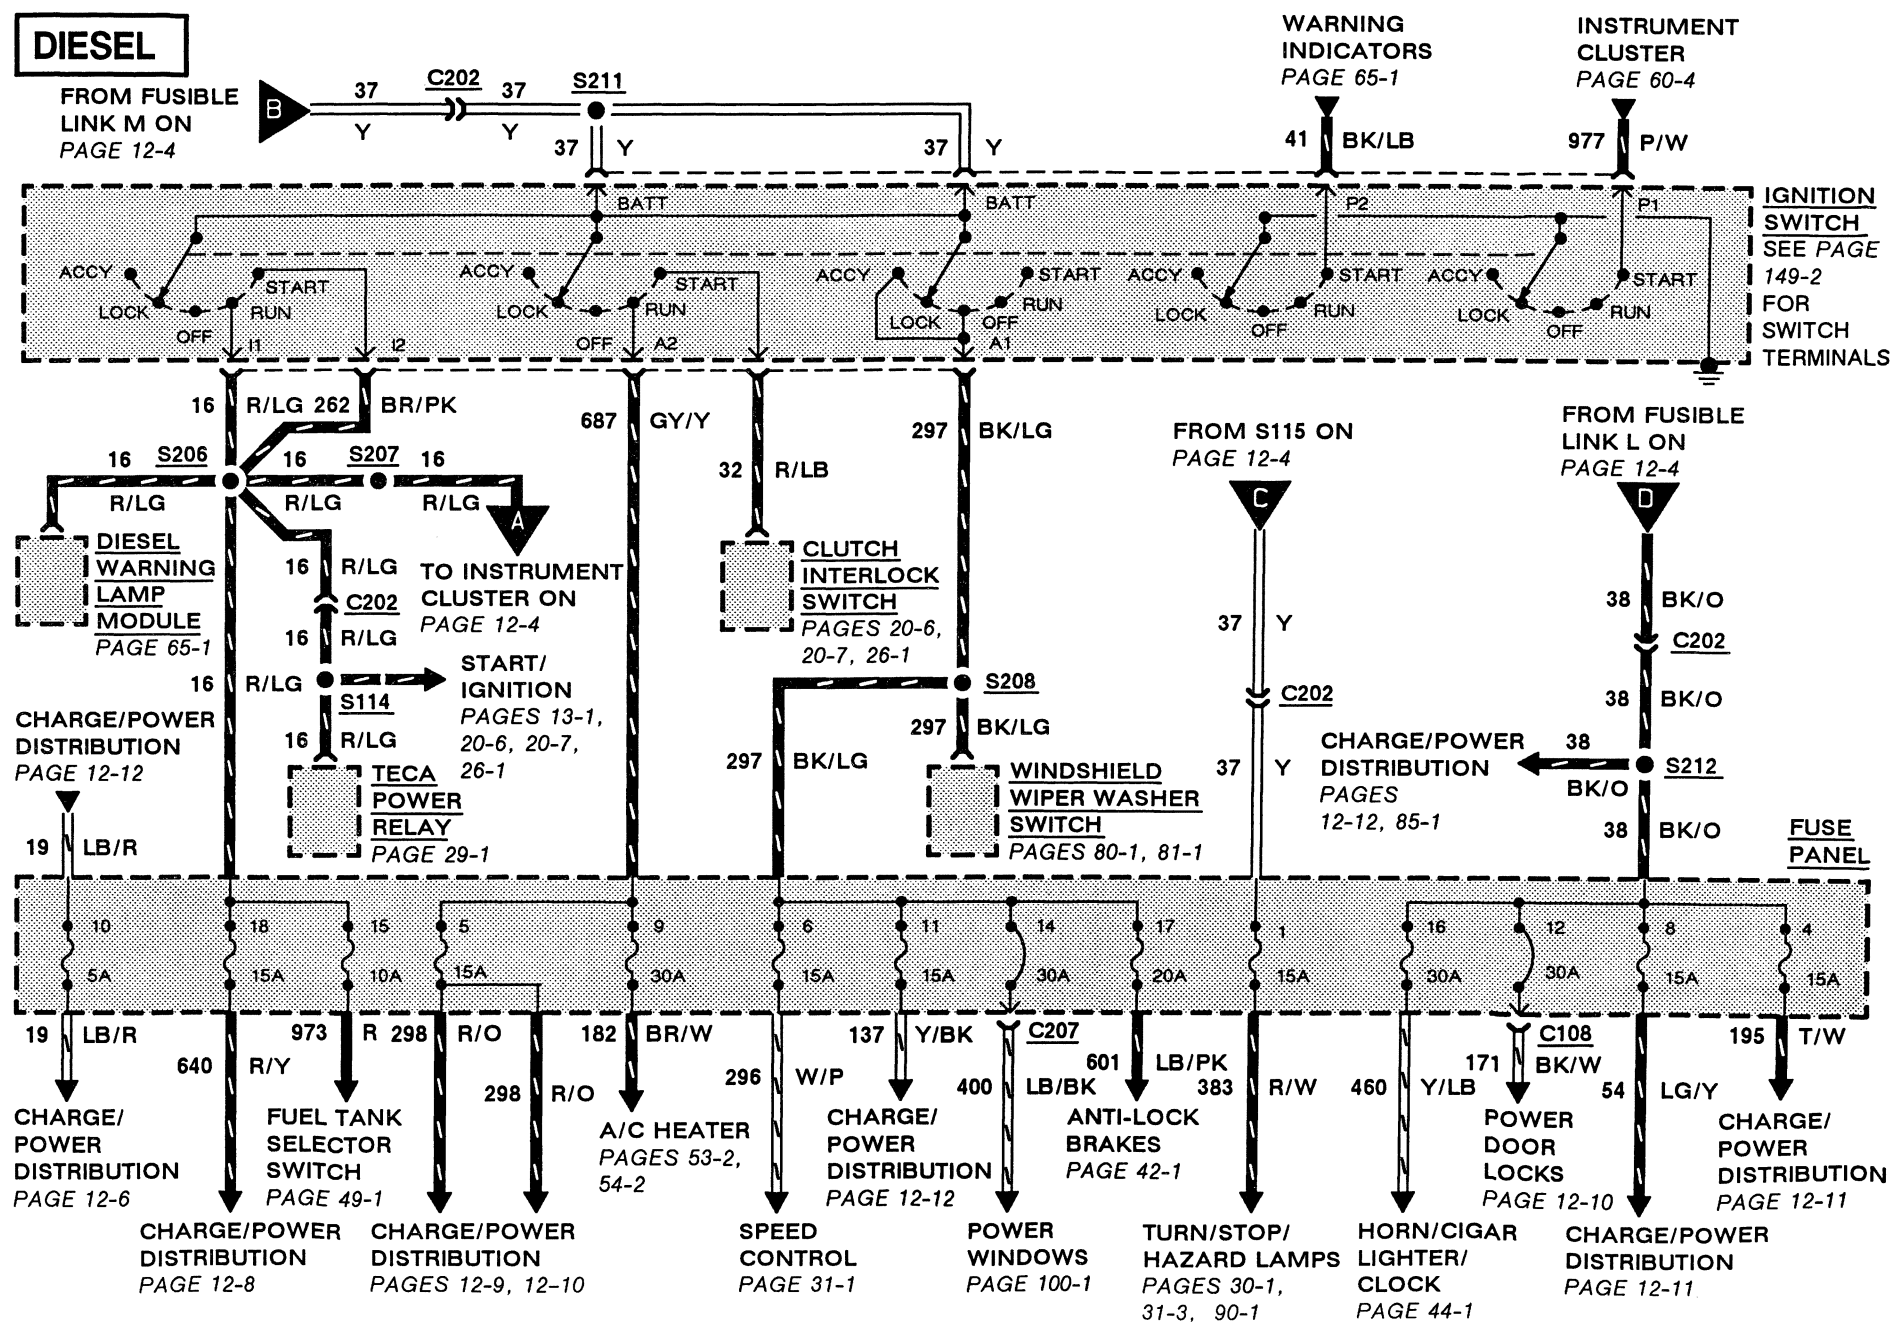 DIESEL
FROM FUSIBLE
LINK M ON
PAGE 12-4
B
37
Y
C202
37
Y
S211
37
Y
37
Y
WARNING
INDICATORS
PAGE 65-1
41
BK/LB
INSTRUMENT
CLUSTER
PAGE 60-4
977
P/W
IGNITION
SWITCH
SEE PAGE
149-2
FOR
SWITCH
TERMINALS
BATT
BATT
P2
P1
ACCY
LOCK
OFF
RUN
START
I1
I2
ACCY
LOCK
OFF
RUN
START
A2
ACCY
LOCK
OFF
RUN
START
A1
ACCY
LOCK
OFF
RUN
START
ACCY
LOCK
OFF
RUN
START
16
R/LG
262
BR/PK
687
GY/Y
32
R/LB
297
BK/LG
FROM S115 ON
PAGE 12-4
C
FROM FUSIBLE
LINK L ON
PAGE 12-4
D
16
R/LG
S206
16
R/LG
S207
16
R/LG
A
TO INSTRUMENT
CLUSTER ON
PAGE 12-4
DIESEL
WARNING
LAMP
MODULE
PAGE 65-1
16
R/LG
C202
16
R/LG
16
R/LG
S114
START/
IGNITION
PAGES 13-1,
20-6, 20-7,
26-1
16
R/LG
TECA
POWER
RELAY
PAGE 29-1
CLUTCH
INTERLOCK
SWITCH
PAGES 20-6,
20-7, 26-1
S208
297
BK/LG
297
BK/LG
WINDSHIELD
WIPER WASHER
SWITCH
PAGES 80-1, 81-1
37
Y
C202
37
Y
38
BK/O
C202
38
BK/O
CHARGE/POWER
DISTRIBUTION
PAGES
12-12, 85-1
38
BK/O
S212
38
BK/O
CHARGE/POWER
DISTRIBUTION
PAGE 12-12
19
LB/R
FUSE
PANEL
10
5A
18
15A
15
10A
5
15A
9
30A
6
15A
11
15A
14
30A
17
20A
1
15A
16
30A
12
30A
8
15A
4
15A
19
LB/R
CHARGE/
POWER
DISTRIBUTION
PAGE 12-6
640
R/Y
CHARGE/POWER
DISTRIBUTION
PAGE 12-8
973
R
FUEL TANK
SELECTOR
SWITCH
PAGE 49-1
298
R/O
298
R/O
CHARGE/POWER
DISTRIBUTION
PAGES 12-9, 12-10
182
BR/W
A/C HEATER
PAGES 53-2,
54-2
296
W/P
SPEED
CONTROL
PAGE 31-1
137
Y/BK
CHARGE/
POWER
DISTRIBUTION
PAGE 12-12
C207
400
LB/BK
POWER
WINDOWS
PAGE 100-1
601
LB/PK
ANTI-LOCK
BRAKES
PAGE 42-1
383
R/W
TURN/STOP/
HAZARD LAMPS
PAGES 30-1,
31-3, 90-1
460
Y/LB
HORN/CIGAR
LIGHTER/
CLOCK
PAGE 44-1
C108
171
BK/W
POWER
DOOR
LOCKS
PAGE 12-10
54
LG/Y
CHARGE/POWER
DISTRIBUTION
PAGE 12-11
195
T/W
CHARGE/
POWER
DISTRIBUTION
PAGE 12-11